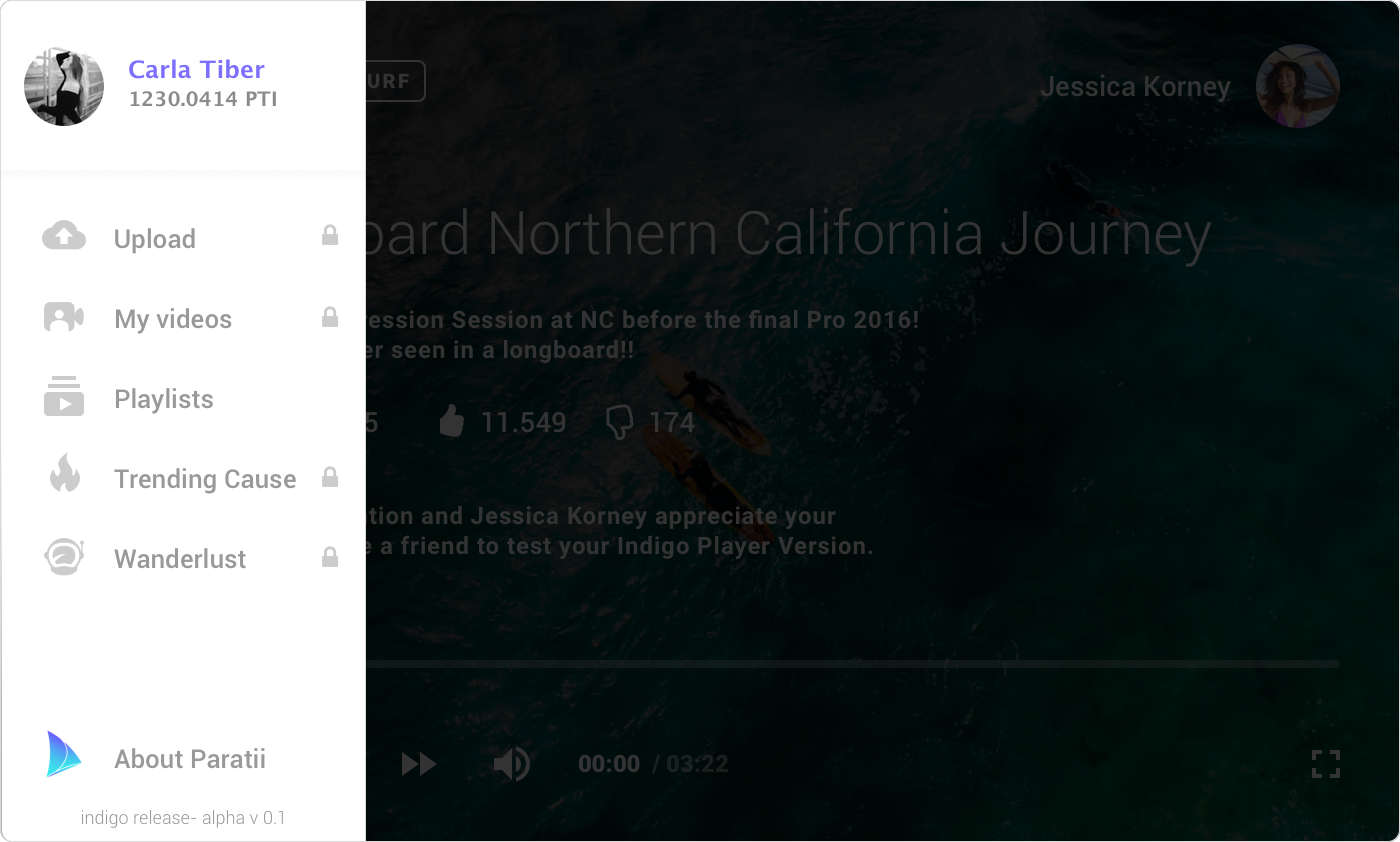 Carla Tiber
1230.0414 PTI
Upload
My videos
Playlists
Trending Cause
Wanderlust
About Paratii
indigo release- alpha v 0.1
URF
Jessica Korney
oard Northern California Journey
ession Session at NC before the final Pro 2016!
er seen in a longboard!!
5 11.549 174
tion and Jessica Korney appreciate your
e a friend to test your Indigo Player Version.
00:00 / 03:22